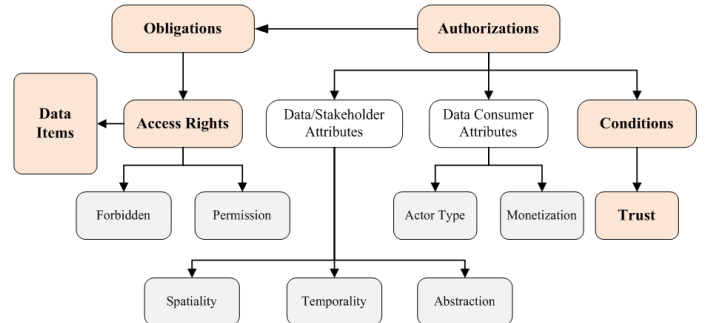 Obligations
Authorizations
Data
Items
Access Rights
Data/Stakeholder
Attributes
Data Consumer
Attributes
Conditions
Forbidden
Permission
Actor Type
Monetization
Trust
Spatiality
Temporality
Abstraction